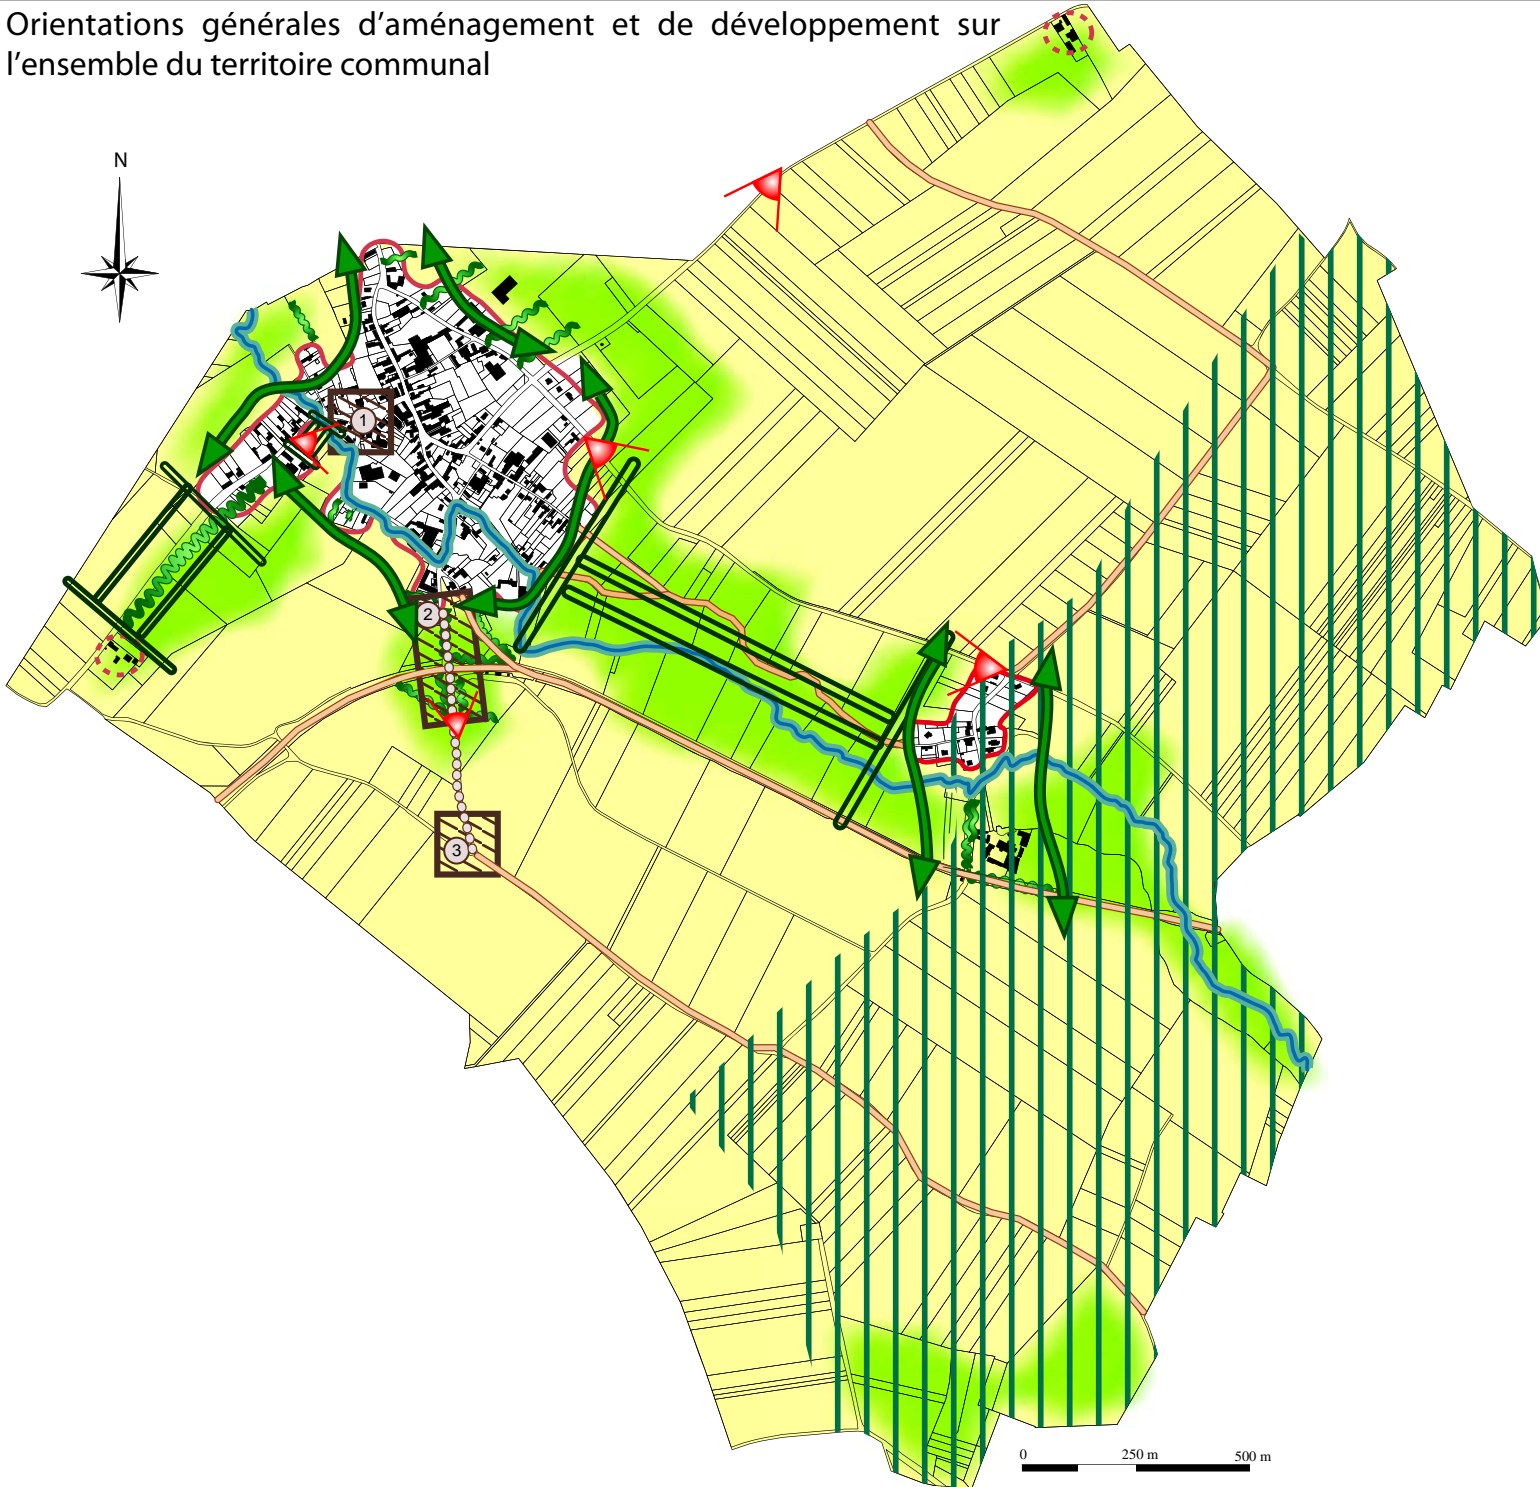 Orientations générales d’aménagement et de développement sur
l’ensemble du territoire communal
N
1
2
3
0 250 m 500 m